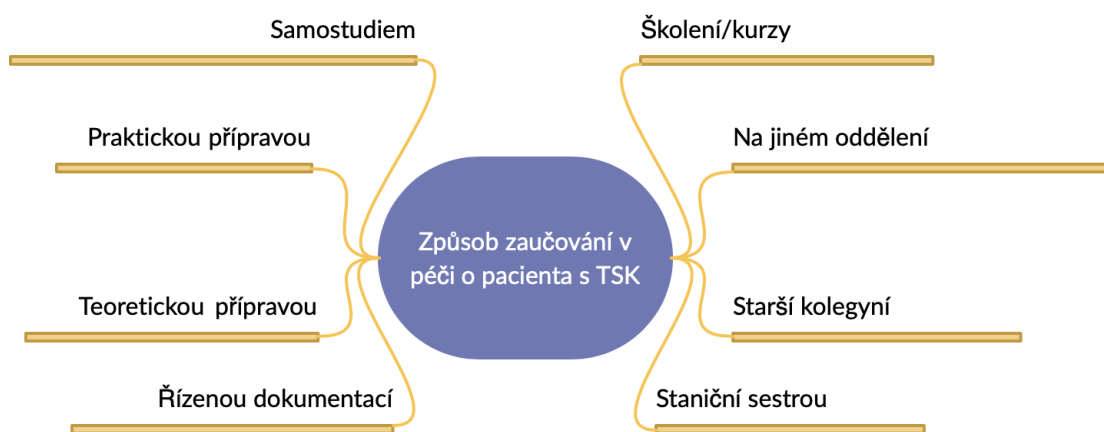 Samostudiem
Školení/kurzy
Praktickou přípravou
Na jiném oddělení
Způsob zaučování v
péči o pacienta s TSK
Teoretickou přípravou
Starší kolegyní
Řízenou dokumentací
Staniční sestrou